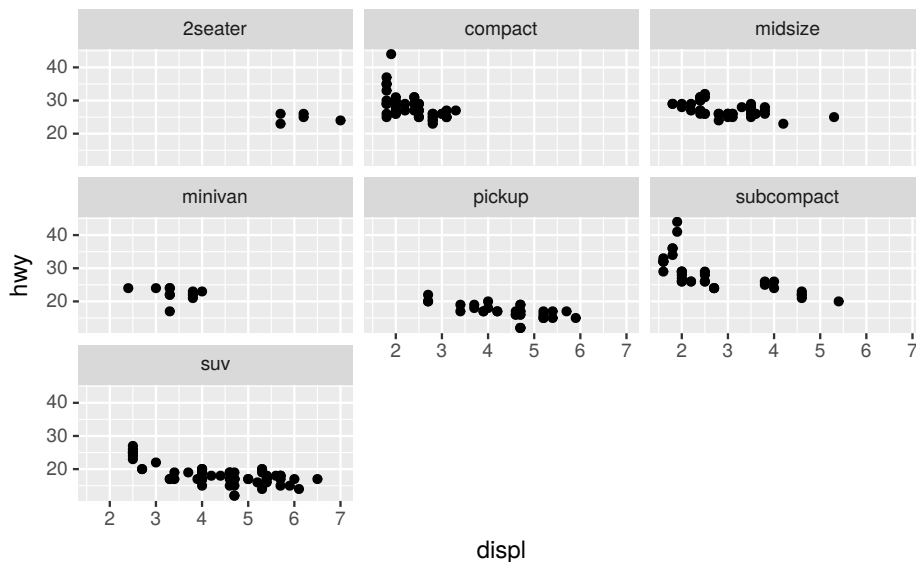 2seater compact midsize
40
30
20
minivan pickup subcompact
40
30
20
2 3 4 5 6 7 2 3 4 5 6 7
suv
40
30
20
2 3 4 5 6 7
hwy
displ